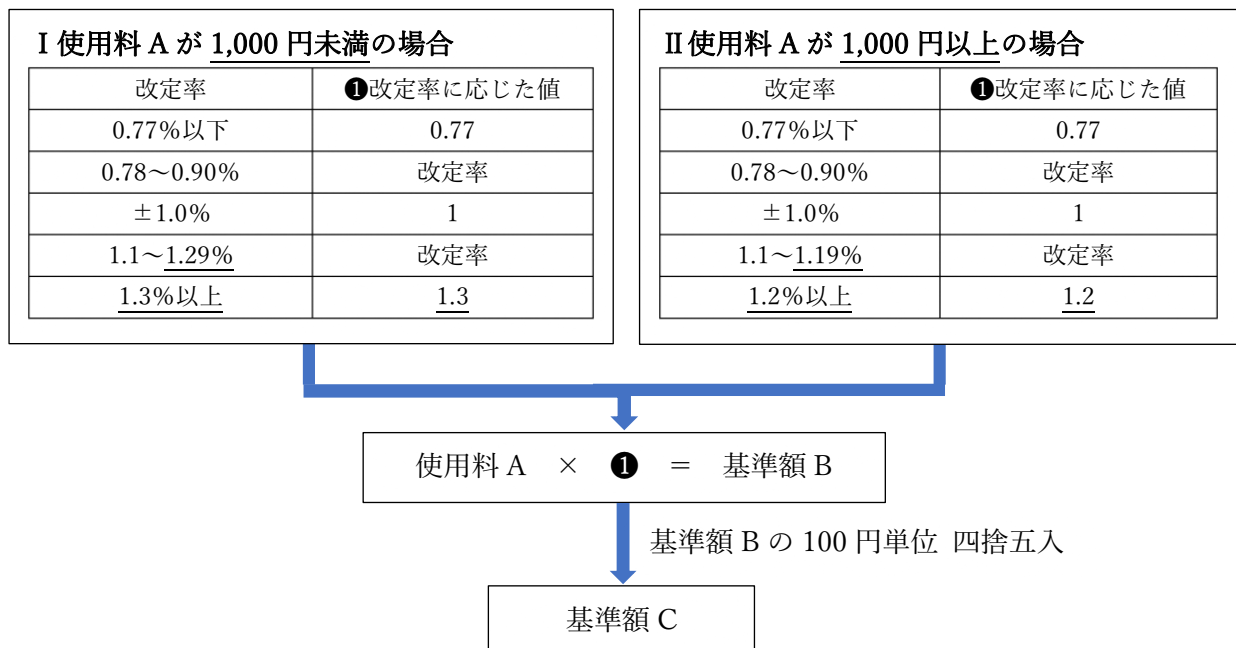 Ⅰ使用料 A が 1,000 円未満の場合
改定率 ❶改定率に応じた値
0.77%以下 0.77
0.78～0.90% 改定率
±1.0% 1
1.1～1.29% 改定率
1.3%以上 1.3
Ⅱ使用料 A が 1,000 円以上の場合
改定率 ❶改定率に応じた値
0.77%以下 0.77
0.78～0.90% 改定率
±1.0% 1
1.1～1.19% 改定率
1.2%以上 1.2
使用料 A × ❶ = 基準額 B
基準額 B の 100 円単位 四捨五入
基準額 C